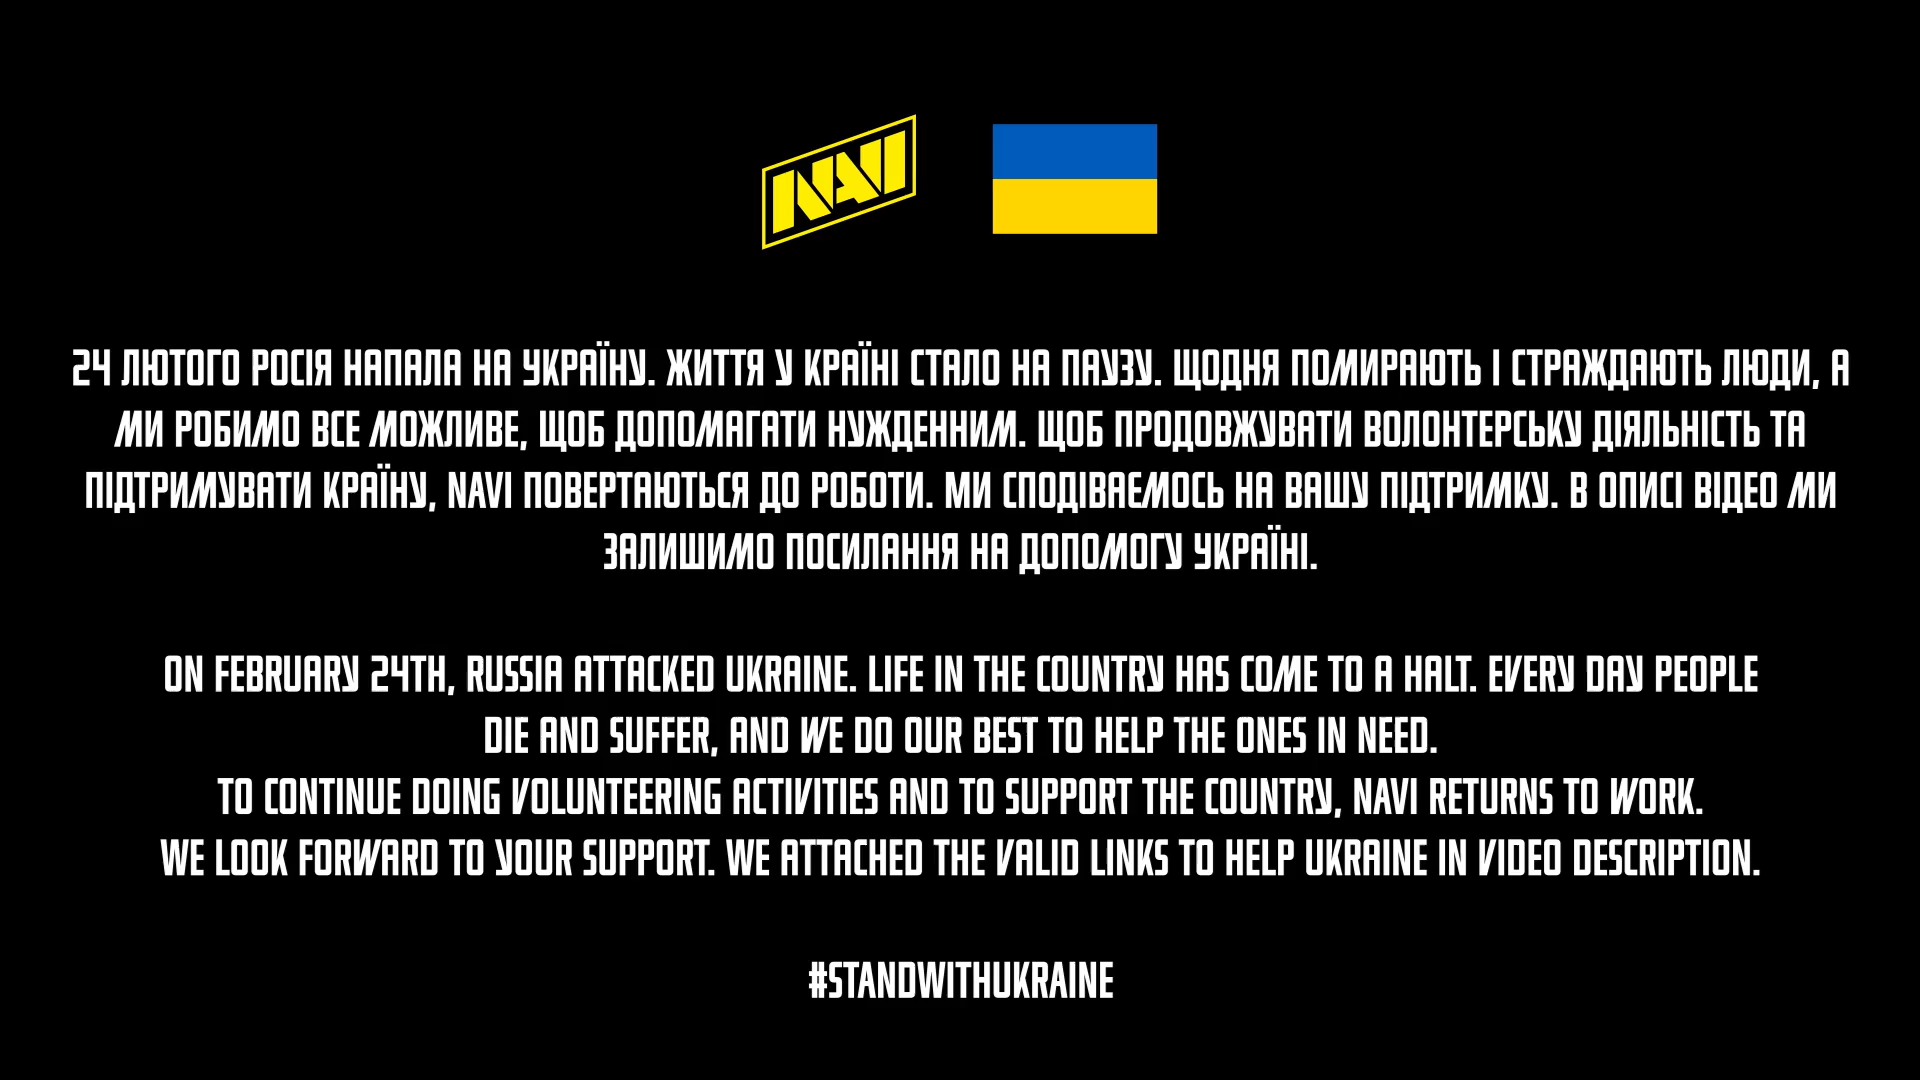 NAVI
24 ЛЮТОГО РОСІЯ НАПАЛА НА УКРАЇНУ. ЖИТТЯ У КРАЇНІ СТАЛО НА ПАУЗУ. ЩОДНЯ ПОМИРАЮТЬ І СТРАЖДАЮТЬ ЛЮДИ, А
МИ РОБИМО ВСЕ МОЖЛИВЕ, ЩОБ ДОПОМАГАТИ НУЖДЕННИМ. ЩОБ ПРОДОВЖУВАТИ ВОЛОНТЕРСЬКУ ДІЯЛЬНІСТЬ ТА
ПІДТРИМУВАТИ КРАЇНУ, NAVI ПОВЕРТАЮТЬСЯ ДО РОБОТИ. МИ СПОДІВАЄМОСЬ НА ВАШУ ПІДТРИМКУ. В ОПИСІ ВІДЕО МИ
ЗАЛИШИМО ПОСИЛАННЯ НА ДОПОМОГУ УКРАЇНІ.
ON FEBRUARY 24TH, RUSSIA ATTACKED UKRAINE. LIFE IN THE COUNTRY HAS COME TO A HALT. EVERY DAY PEOPLE
DIE AND SUFFER, AND WE DO OUR BEST TO HELP THE ONES IN NEED.
TO CONTINUE DOING VOLUNTEERING ACTIVITIES AND TO SUPPORT THE COUNTRY, NAVI RETURNS TO WORK.
WE LOOK FORWARD TO YOUR SUPPORT. WE ATTACHED THE VALID LINKS TO HELP UKRAINE IN VIDEO DESCRIPTION.
#STANDWITHUKRAINE